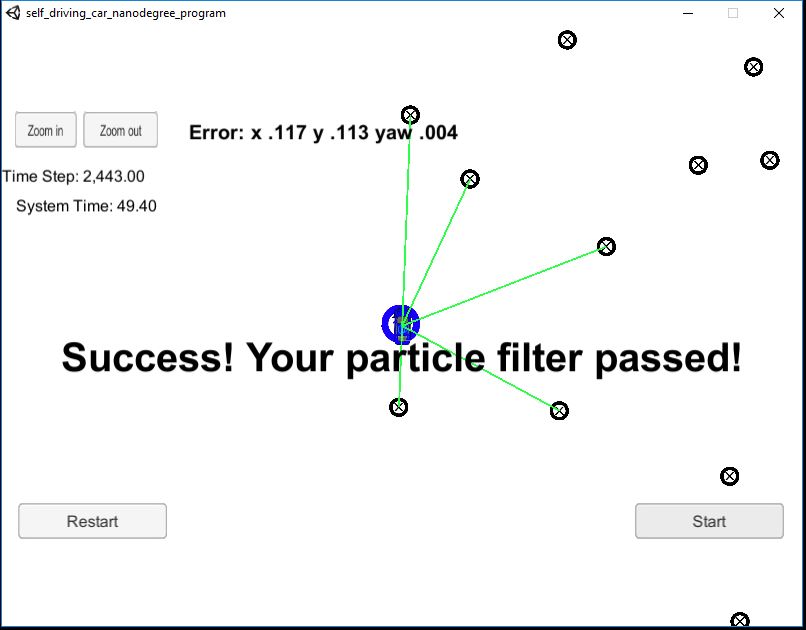 self_driving_car_nanodegree_program
Zoom in
Zoom out
Error: x .117 y .113 yaw .004
Time Step: 2,443.00
System Time: 49.40
Success! Your particle filter passed!
Restart
Start